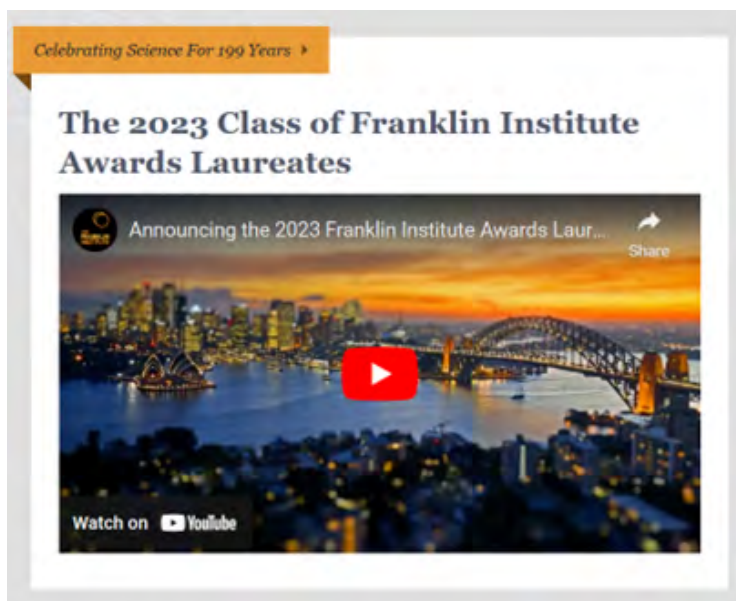 Celebrating Science For 199 Years
The 2023 Class of Franklin Institute
Awards Laureates
Announcing the 2023 Franklin Institute Awards Laur...
Share
Watch on YouTube